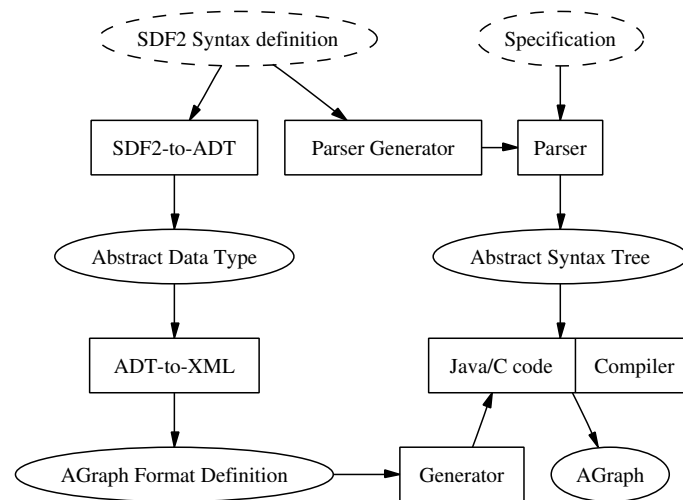 SDF2 Syntax definition
Specification
SDF2-to-ADT
Parser Generator
Parser
Abstract Data Type
Abstract Syntax Tree
ADT-to-XML
Java/C code
Compiler
AGraph Format Definition
Generator
AGraph